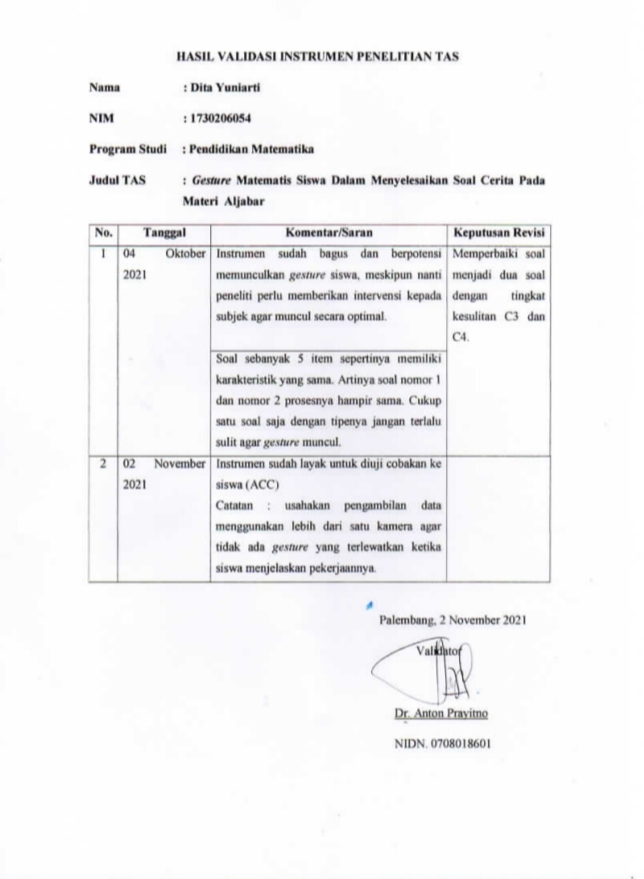 HASIL VALIDASI INSTRUMEN PENELITIAN TAS
Nama : Dita Yuniarti
NIM : 1730206054
Program Studi : Pendidikan Matematika
Judul TAS : Gesture Matematis Siswa Dalam Menyelesaikan Soal Cerita Pada
Materi Aljabar
No. Tanggal Komentar/Saran Keputusan Revisi
1 04 Oktober
2021
Instrumen sudah bagus dan berpotensi
memunculkan gesture siswa, meskipun nanti
peneliti perlu memberikan intervensi kepada
subjek agar muncul secara optimal.
Memperbaiki soal
menjadi dua soal
dengan tingkat
kesulitan C3 dan
C4.
Soal sebanyak 5 item sepertinya memiliki
karakteristik yang sama. Artinya soal nomor 1
dan nomor 2 prosesnya hampir sama. Cukup
satu soal saja dengan tipenya jangan terlalu
sulit agar gesture muncul.
2 02 November
2021
Instrumen sudah layak untuk diuji cobakan ke
siswa (ACC)
Catatan : usahakan pengambilan data
menggunakan lebih dari satu kamera agar
tidak ada gesture yang terlewatkan ketika
siswa menjelaskan pekerjaannya.
Palembang, 2 November 2021
Validator
Dr. Anton Prayitno
NIDN. 0708018601